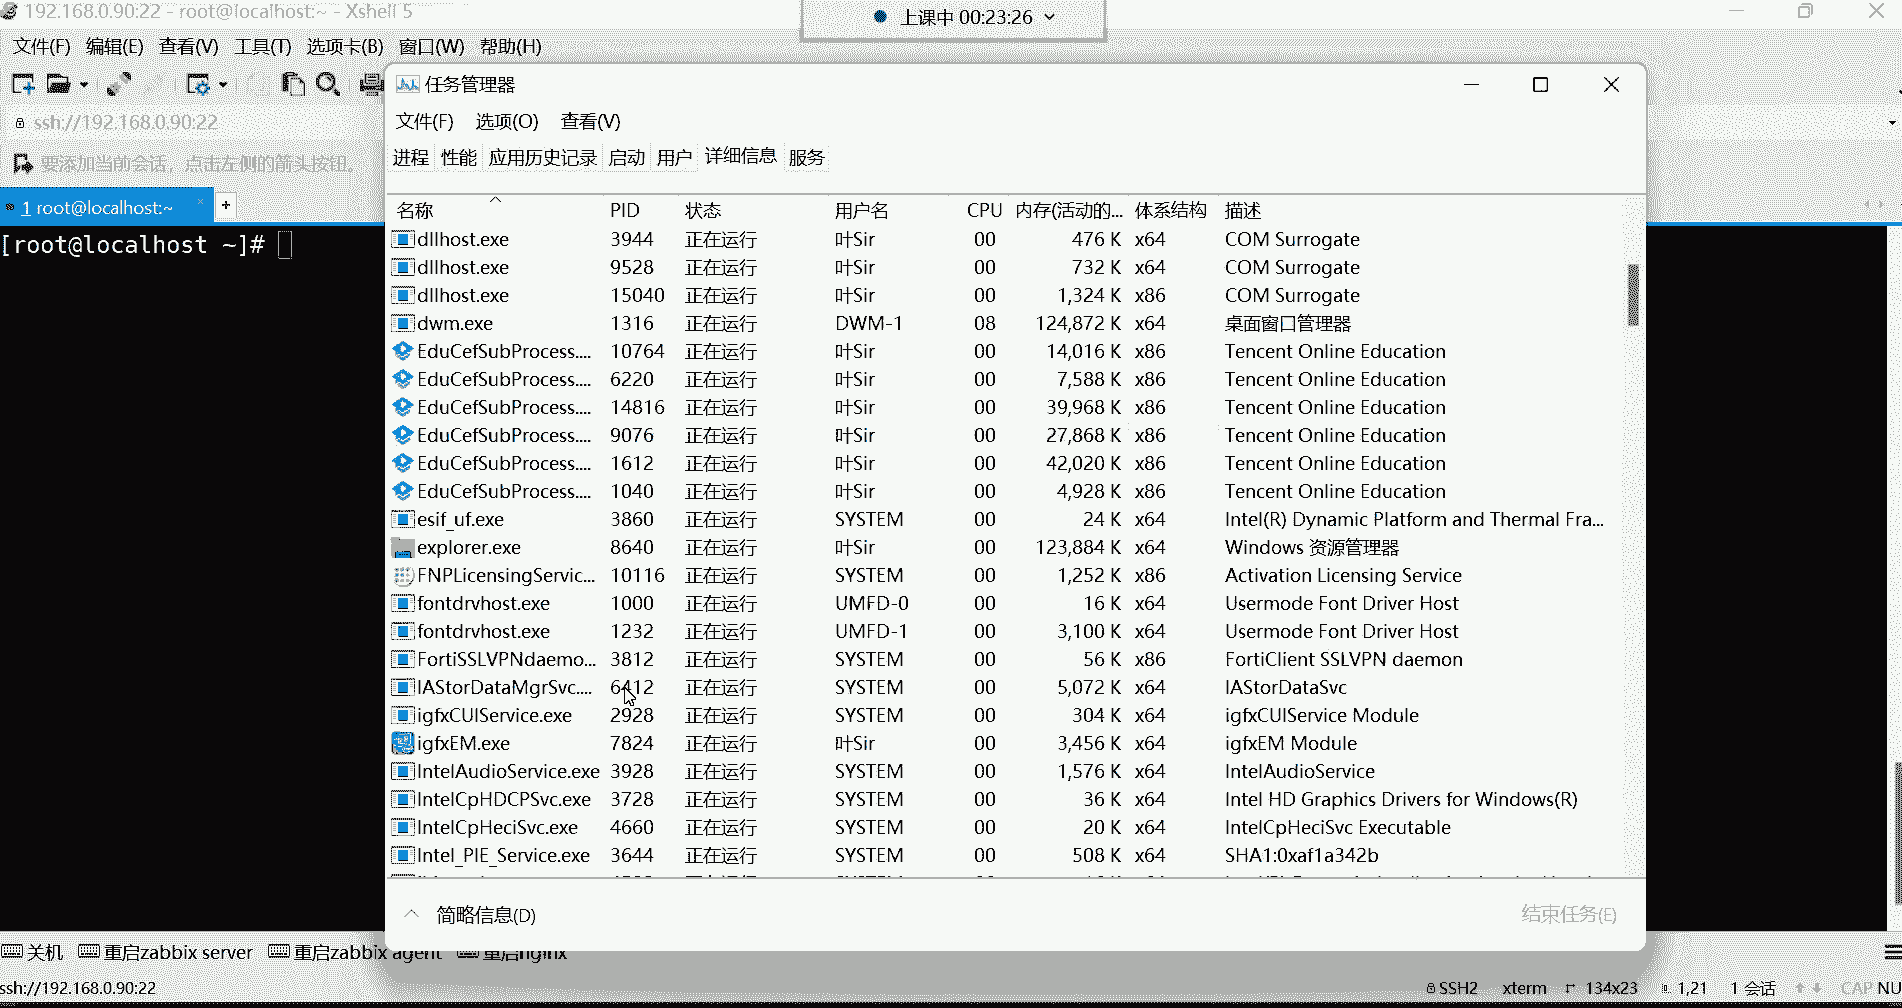 192.168.0.90:22 - root@localhost:~ - Xshell 5
上课中 00:23:26
文件(F) 编辑(E) 查看(V) 工具(T) 选项卡(B) 窗口(W) 帮助(H)
ssh://192.168.0.90:22
要添加当前会话，点击左侧的箭头按钮。
1 root@localhost:~
[root@localhost ~]#
任务管理器
文件(F) 选项(O) 查看(V)
进程 性能 应用历史记录 启动 用户 详细信息 服务
名称 PID 状态 用户名 CPU 内存(活动的... 体系结构 描述
dllhost.exe 3944 正在运行 叶Sir 00 476 K x64 COM Surrogate
dllhost.exe 9528 正在运行 叶Sir 00 732 K x64 COM Surrogate
dllhost.exe 15040 正在运行 叶Sir 00 1,324 K x86 COM Surrogate
dwm.exe 1316 正在运行 DWM-1 08 124,872 K x64 桌面窗口管理器
EduCefSubProcess.... 10764 正在运行 叶Sir 00 14,016 K x86 Tencent Online Education
EduCefSubProcess.... 6220 正在运行 叶Sir 00 7,588 K x86 Tencent Online Education
EduCefSubProcess.... 14816 正在运行 叶Sir 00 39,968 K x86 Tencent Online Education
EduCefSubProcess.... 9076 正在运行 叶Sir 00 27,868 K x86 Tencent Online Education
EduCefSubProcess.... 1612 正在运行 叶Sir 00 42,020 K x86 Tencent Online Education
EduCefSubProcess.... 1040 正在运行 叶Sir 00 4,928 K x86 Tencent Online Education
esif_uf.exe 3860 正在运行 SYSTEM 00 24 K x64 Intel(R) Dynamic Platform and Thermal Fra...
explorer.exe 8640 正在运行 叶Sir 00 123,884 K x64 Windows 资源管理器
FNPLicensingServic... 10116 正在运行 SYSTEM 00 1,252 K x86 Activation Licensing Service
fontdrvhost.exe 1000 正在运行 UMFD-0 00 16 K x64 Usermode Font Driver Host
fontdrvhost.exe 1232 正在运行 UMFD-1 00 3,100 K x64 Usermode Font Driver Host
FortiSSLVPNdaemo... 3812 正在运行 SYSTEM 00 56 K x86 FortiClient SSLVPN daemon
IAStorDataMgrSvc.... 6412 正在运行 SYSTEM 00 5,072 K x64 IAStorDataSvc
igfxCUIService.exe 2928 正在运行 SYSTEM 00 304 K x64 igfxCUIService Module
igfxEM.exe 7824 正在运行 叶Sir 00 3,456 K x64 igfxEM Module
IntelAudioService.exe 3928 正在运行 SYSTEM 00 1,576 K x64 IntelAudioService
IntelCpHDCPSvc.exe 3728 正在运行 SYSTEM 00 36 K x64 Intel HD Graphics Drivers for Windows(R)
IntelCpHeciSvc.exe 4660 正在运行 SYSTEM 00 20 K x64 IntelCpHeciSvc Executable
Intel_PIE_Service.exe 3644 正在运行 SYSTEM 00 508 K x64 SHA1:0xaf1a342b
简略信息(D) 结束任务(E)
关机 重启zabbix server 重启zabbix agent 重启nginx
ssh://192.168.0.90:22 SSH2 xterm 134x23 1,21 1 会话 CAP NU